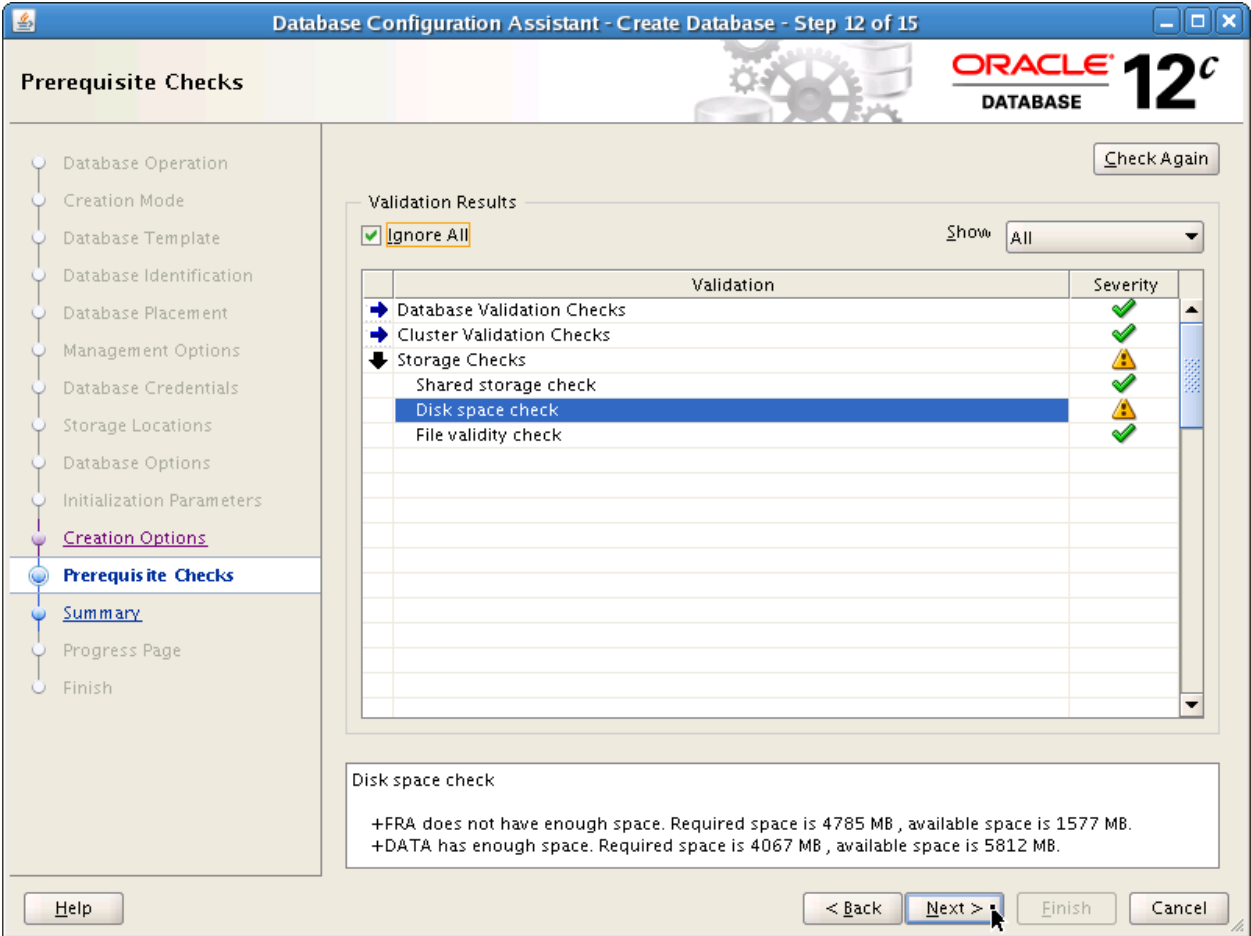 Database Configuration Assistant - Create Database - Step 12 of 15
Prerequisite Checks
ORACLE
DATABASE
12c
Database Operation
Creation Mode
Database Template
Database Identification
Database Placement
Management Options
Database Credentials
Storage Locations
Database Options
Initialization Parameters
Creation Options
Prerequisite Checks
Summary
Progress Page
Finish
Check Again
Validation Results
Ignore All
Show All
Validation Severity
Database Validation Checks
Cluster Validation Checks
Storage Checks
Shared storage check
Disk space check
File validity check
Disk space check
+FRA does not have enough space. Required space is 4785 MB , available space is 1577 MB.
+DATA has enough space. Required space is 4067 MB , available space is 5812 MB.
Help
< Back
Next >
Finish
Cancel